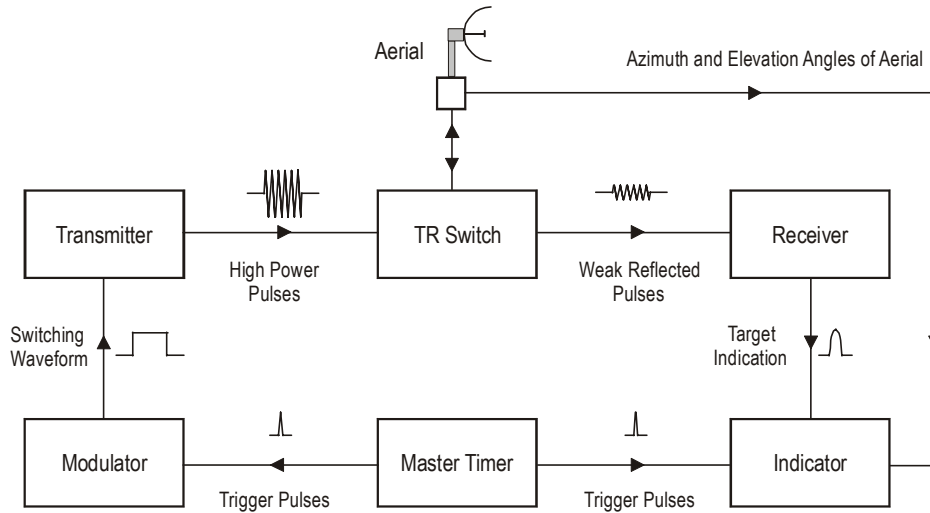 Aerial
Azimuth and Elevation Angles of Aerial
Transmitter
TR Switch
Receiver
High Power
Pulses
Weak Reflected
Pulses
Switching
Waveform
Target
Indication
Modulator
Master Timer
Indicator
Trigger Pulses
Trigger Pulses